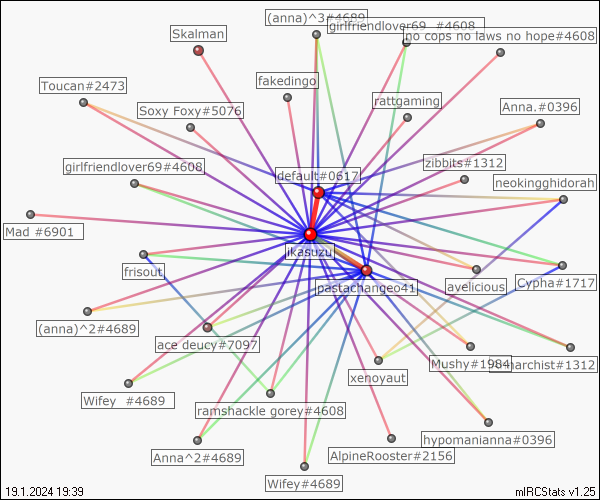 (anna)^3#4689
girlfriendlover69 #4608
no cops no laws no hope#4608
Skalman
fakedingo
Toucan#2473
rattgaming
Soxy Foxy#5076
Anna.#0396
zibbits#1312
girlfriendlover69#4608
default#0617
neokingghidorah
Mad #6901
ikasuzu
frisout
pastachangeo41
avelicious
Cypha#1717
(anna)^2#4689
ace deucy#7097
Mushy#1984
narchist#1312
xenoyaut
Wifey #4689
ramshackle gorey#4608
hypomanianna#0396
Anna^2#4689
AlpineRooster#2156
Wifey#4689
19.1.2024 19:39
mIRCStats v1.25